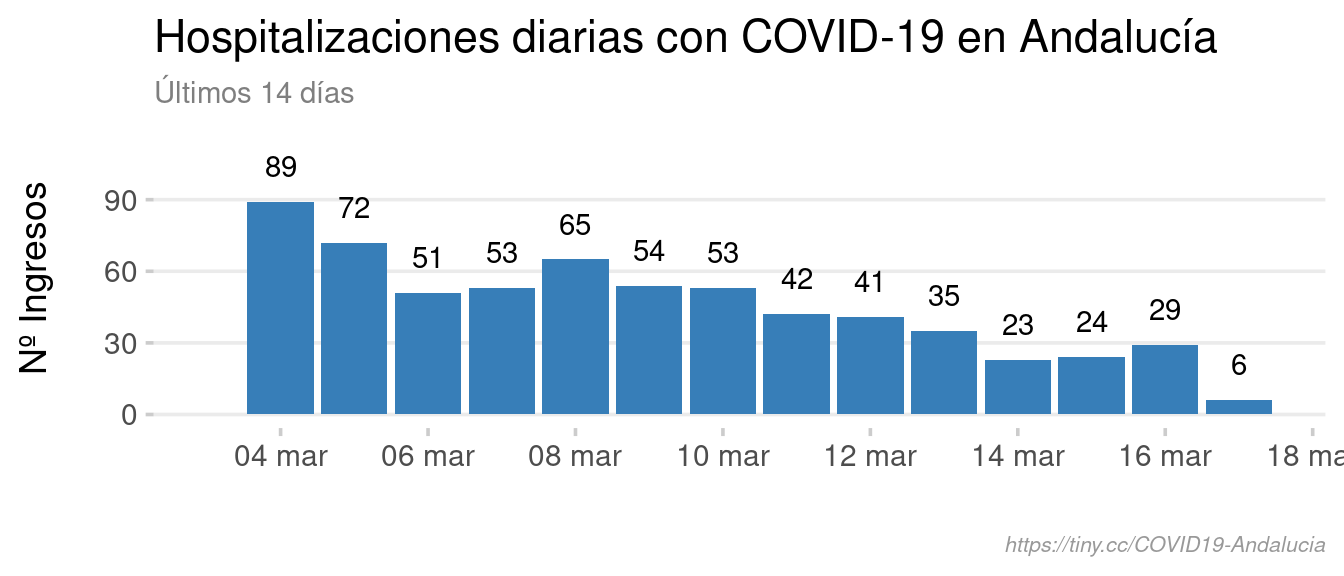 Hospitalizaciones diarias con COVID-19 en Andalucía
Últimos 14 días
Nº Ingresos
90
60
30
0
89
72
51
53
65
54
53
42
41
35
23
24
29
6
04 mar
06 mar
08 mar
10 mar
12 mar
14 mar
16 mar
18 ma
https://tiny.cc/COVID19-Andalucia